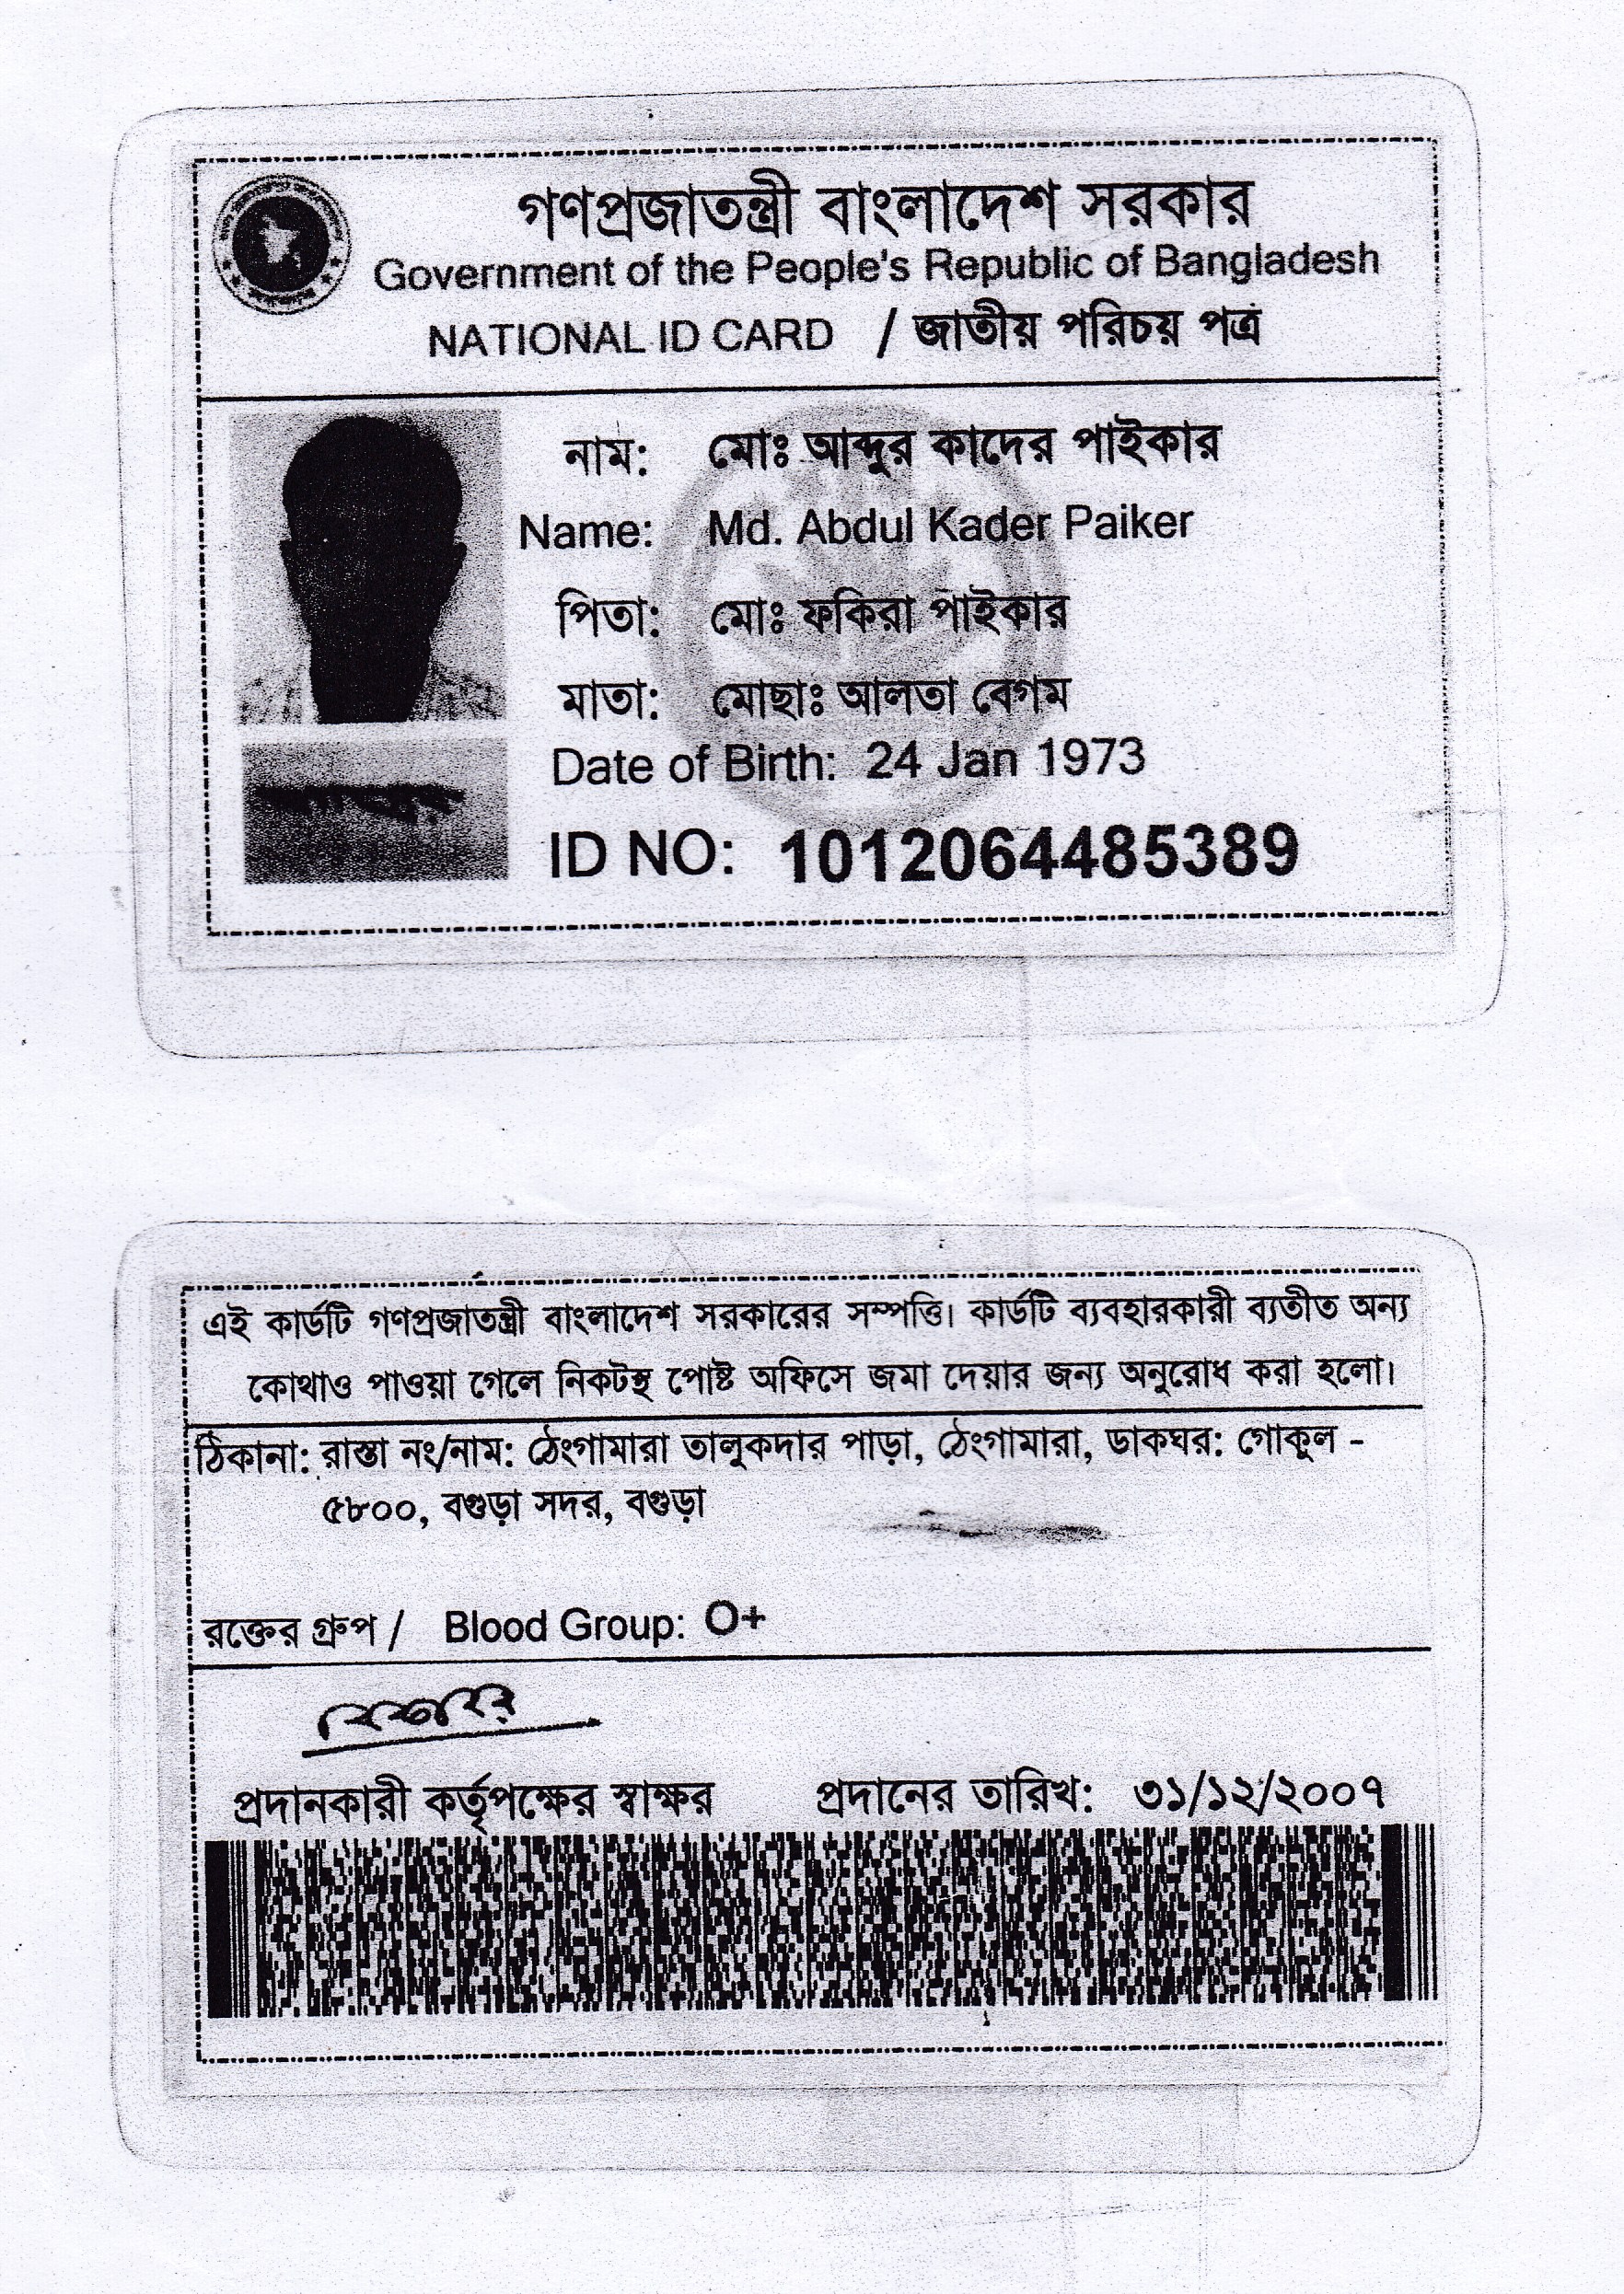 গণপ্রজাতন্ত্রী বাংলাদেশ সরকার
Government of the People's Republic of Bangladesh
NATIONAL ID CARD / জাতীয় পরিচয় পত্র
নাম: মোঃ আব্দুর কাদের পাইকার
Name: Md. Abdul Kader Paiker
পিতা: মোঃ ফকিরা পাইকার
মাতা: মোছাঃ আলতা বেগম
Date of Birth: 24 Jan 1973
ID NO: 1012064485389
এই কার্ডটি গণপ্রজাতন্ত্রী বাংলাদেশ সরকারের সম্পত্তি। কার্ডটি ব্যবহারকারী ব্যতীত অন্য
কোথাও পাওয়া গেলে নিকটস্থ পোষ্ট অফিসে জমা দেয়ার জন্য অনুরোধ করা হলো।
ঠিকানা: রাস্তা নং/নাম: ঠেংগামারা তালুকদার পাড়া, ঠেংগামারা, ডাকঘর: গোকুল -
৫৮০০, বগুড়া সদর, বগুড়া
রক্তের গ্রুপ / Blood Group: O+
প্রদানকারী কর্তৃপক্ষের স্বাক্ষর প্রদানের তারিখ: ৩১/১২/২০০৭